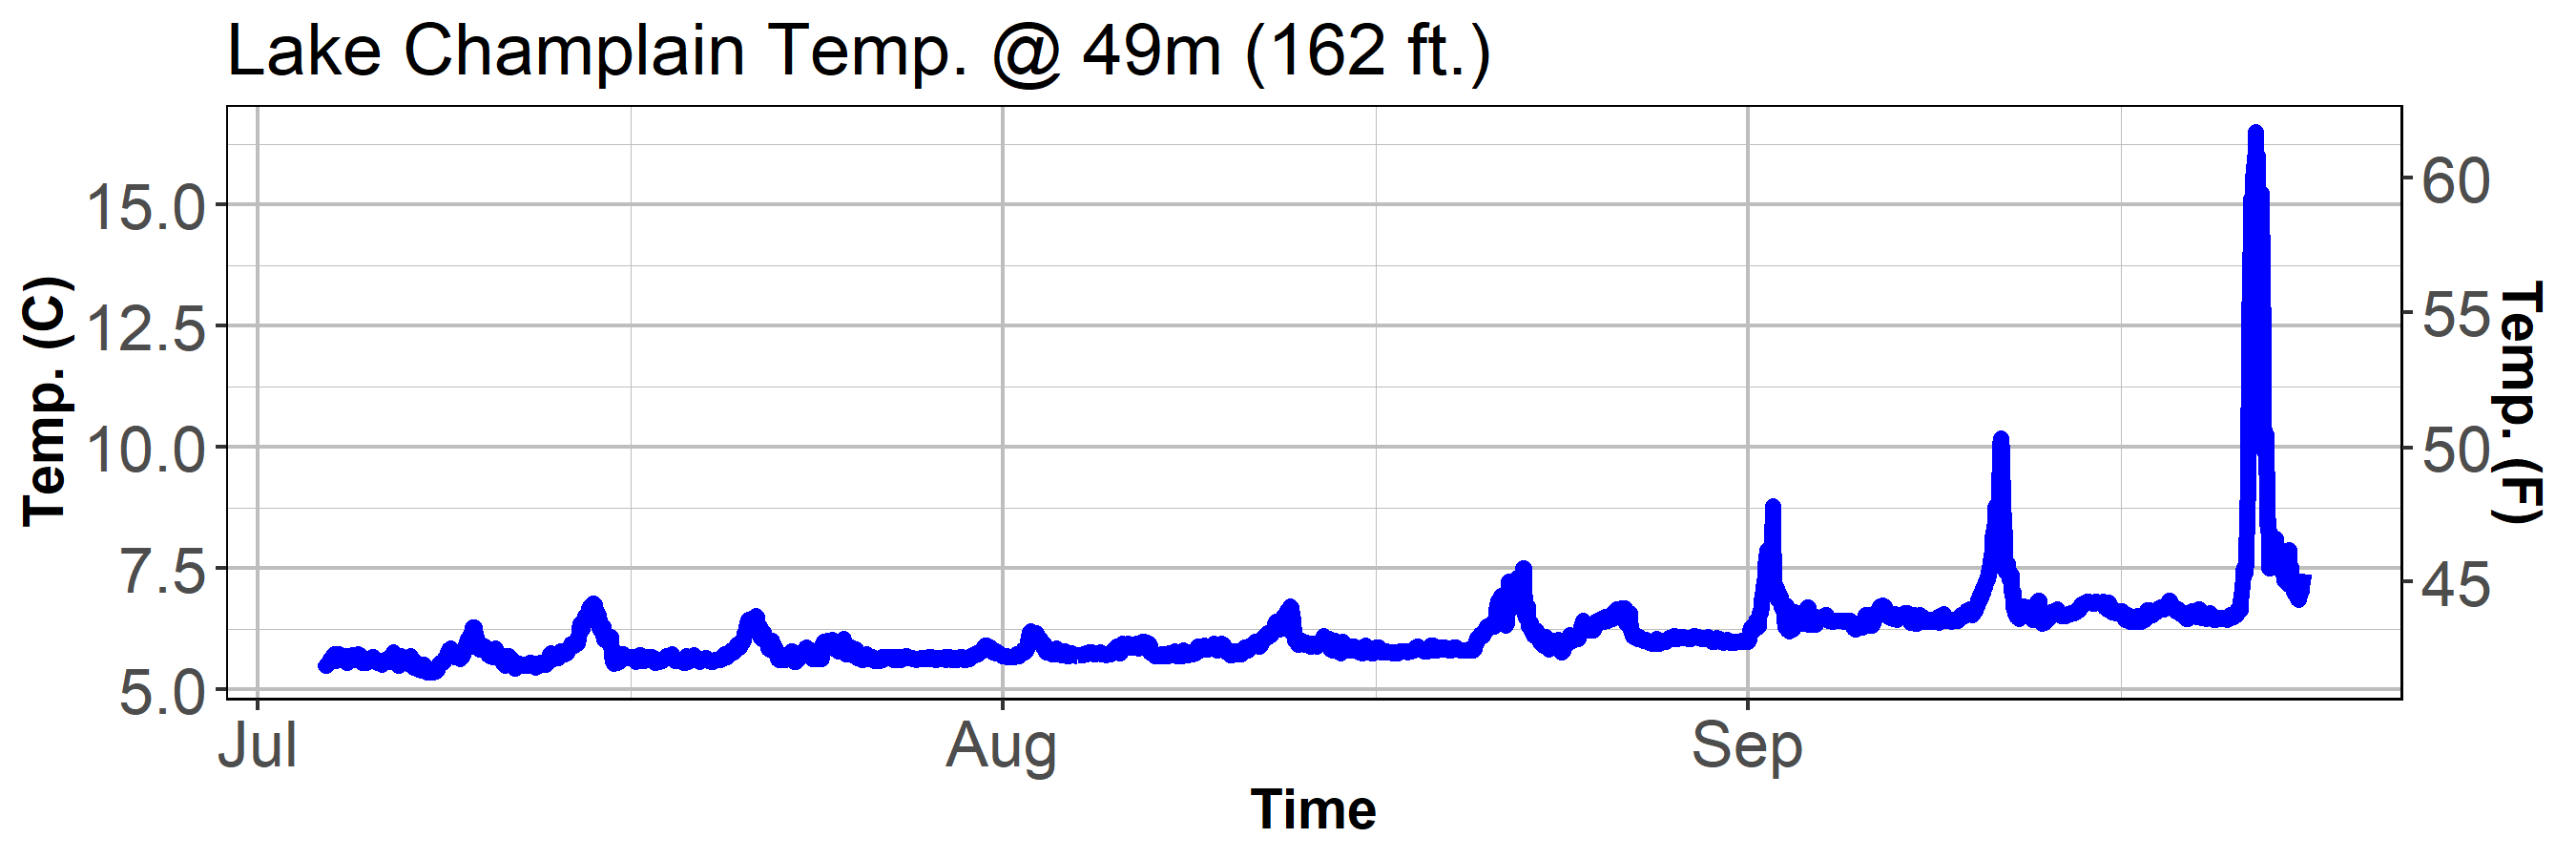 Lake Champlain Temp. @ 49m (162 ft.)
Temp. (C)
15.0
12.5
10.0
7.5
5.0
60
55
50
45
Temp. (F)
Jul Aug Sep
Time